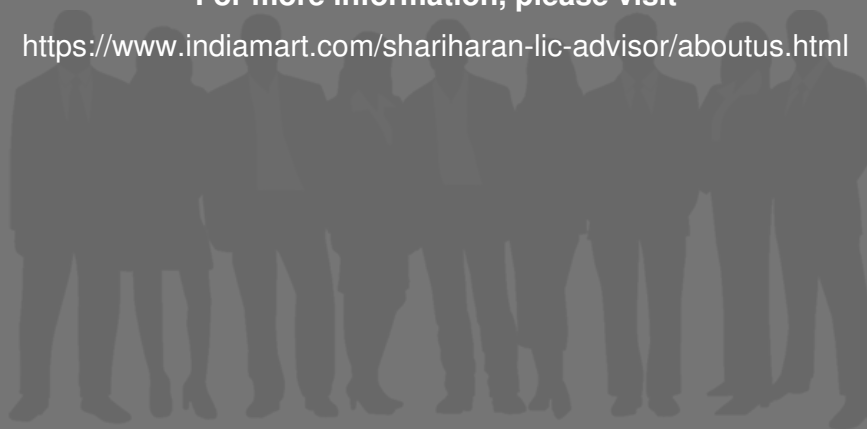 For more information, please visit
https://www.indiamart.com/shariharan-lic-advisor/aboutus.html